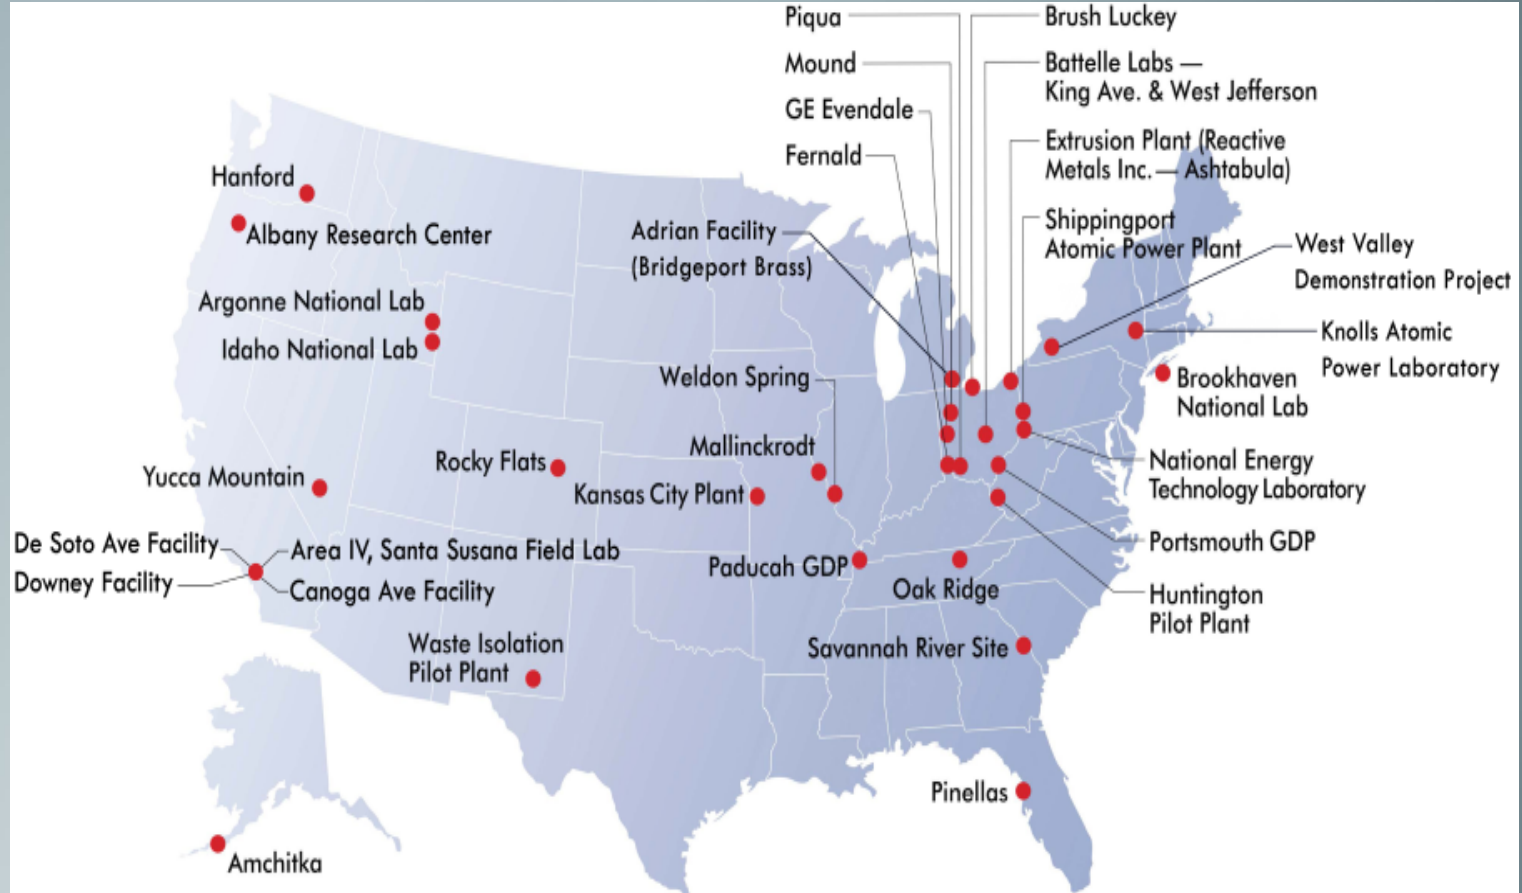 Piqua
Brush Luckey
Mound
Battelle Labs —
King Ave. & West Jefferson
GE Evendale
Extrusion Plant (Reactive
Metals Inc.— Ashtabula)
Fernald
Hanford
Albany Research Center
Adrian Facility
(Bridgeport Brass)
Shippingport
Atomic Power Plant
West Valley
Demonstration Project
Argonne National Lab
Idaho National Lab
Knolls Atomic
Power Laboratory
Weldon Spring
Brookhaven
National Lab
Mallinckrodt
Rocky Flats
Yucca Mountain
Kansas City Plant
National Energy
Technology Laboratory
De Soto Ave Facility
Area IV, Santa Susana Field Lab
Downey Facility
Canoga Ave Facility
Paducah GDP
Oak Ridge
Portsmouth GDP
Huntington
Pilot Plant
Waste Isolation
Pilot Plant
Savannah River Site
Pinellas
Amchitka